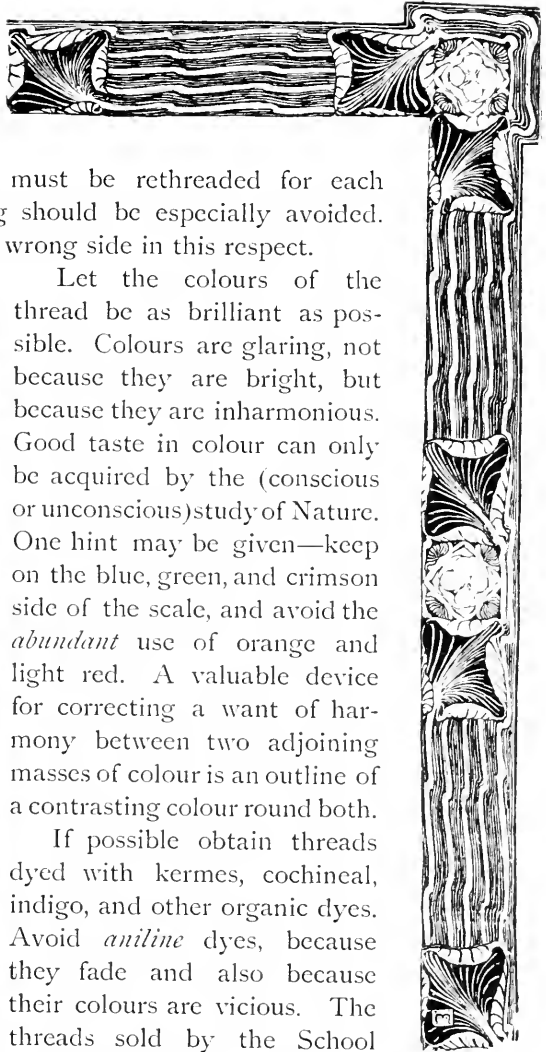 must be rethreaded for each
g should be especially avoided.
wrong side in this respect.
Let the colours of the
thread be as brilliant as pos-
sible. Colours are glaring, not
because they are bright, but
because they are inharmonious.
Good taste in colour can only
be acquired by the (conscious
or unconscious) study of Nature.
One hint may be given—keep
on the blue, green, and crimson
side of the scale, and avoid the
abundant use of orange and
light red. A valuable device
for correcting a want of har-
mony between two adjoining
masses of colour is an outline of
a contrasting colour round both.
If possible obtain threads
dyed with kermes, cochineal,
indigo, and other organic dyes.
Avoid aniline dyes, because
they fade and also because
their colours are vicious. The
threads sold by the School